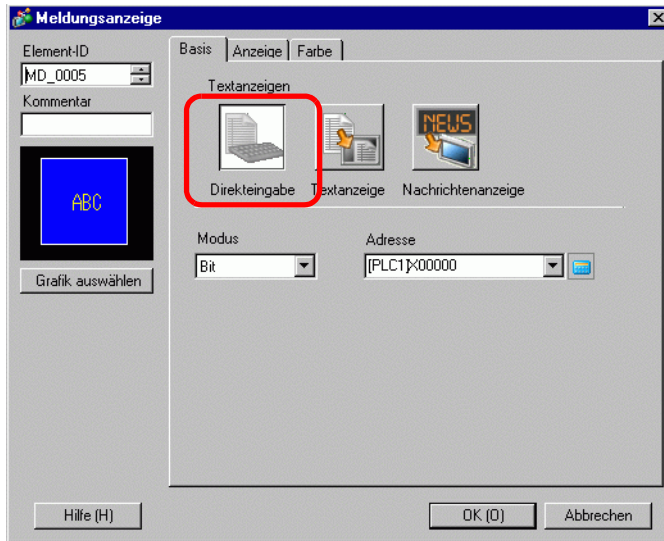 Meldungsanzeige
Element-ID
MD_0005
Kommentar
ABC
Grafik auswählen
Basis Anzeige Farbe
Textanzeigen
NEWS
Direkteingabe Textanzeige Nachrichtenanzeige
Modus Adresse
Bit [PLC1]X00000
Hilfe (H) OK (O) Abbrechen